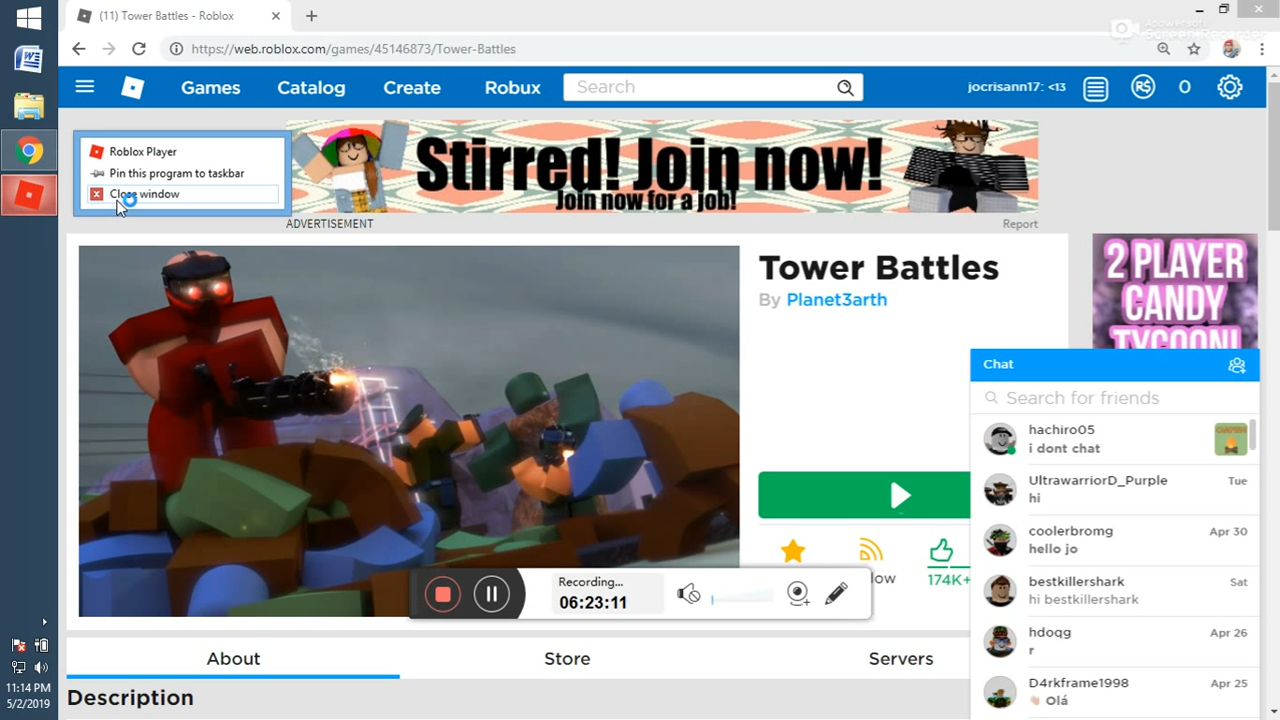 (11) Tower Battles - Roblox
Apowersoft
Screen Recorder
https://web.roblox.com/games/45146873/Tower-Battles
Games
Catalog
Create
Robux
Search
jocrisann17: <13
R$
0
Roblox Player
Pin this program to taskbar
Close window
Stirred! Join now!
Join now for a job!
ADVERTISEMENT
Report
Tower Battles
By Planet3arth
2 PLAYER
CANDY
TYCOON!
Chat
Search for friends
hachiro05
i dont chat
UltrawarriorD_Purple
Tue
hi
coolerbromg
Apr 30
hello jo
bestkillershark
Sat
hi bestkillershark
hdoqg
Apr 26
r
D4rkframe1998
Apr 25
👋🏻 Olá
174K+
Recording...
06:23:11
About
Store
Servers
Description
11:14 PM
5/2/2019